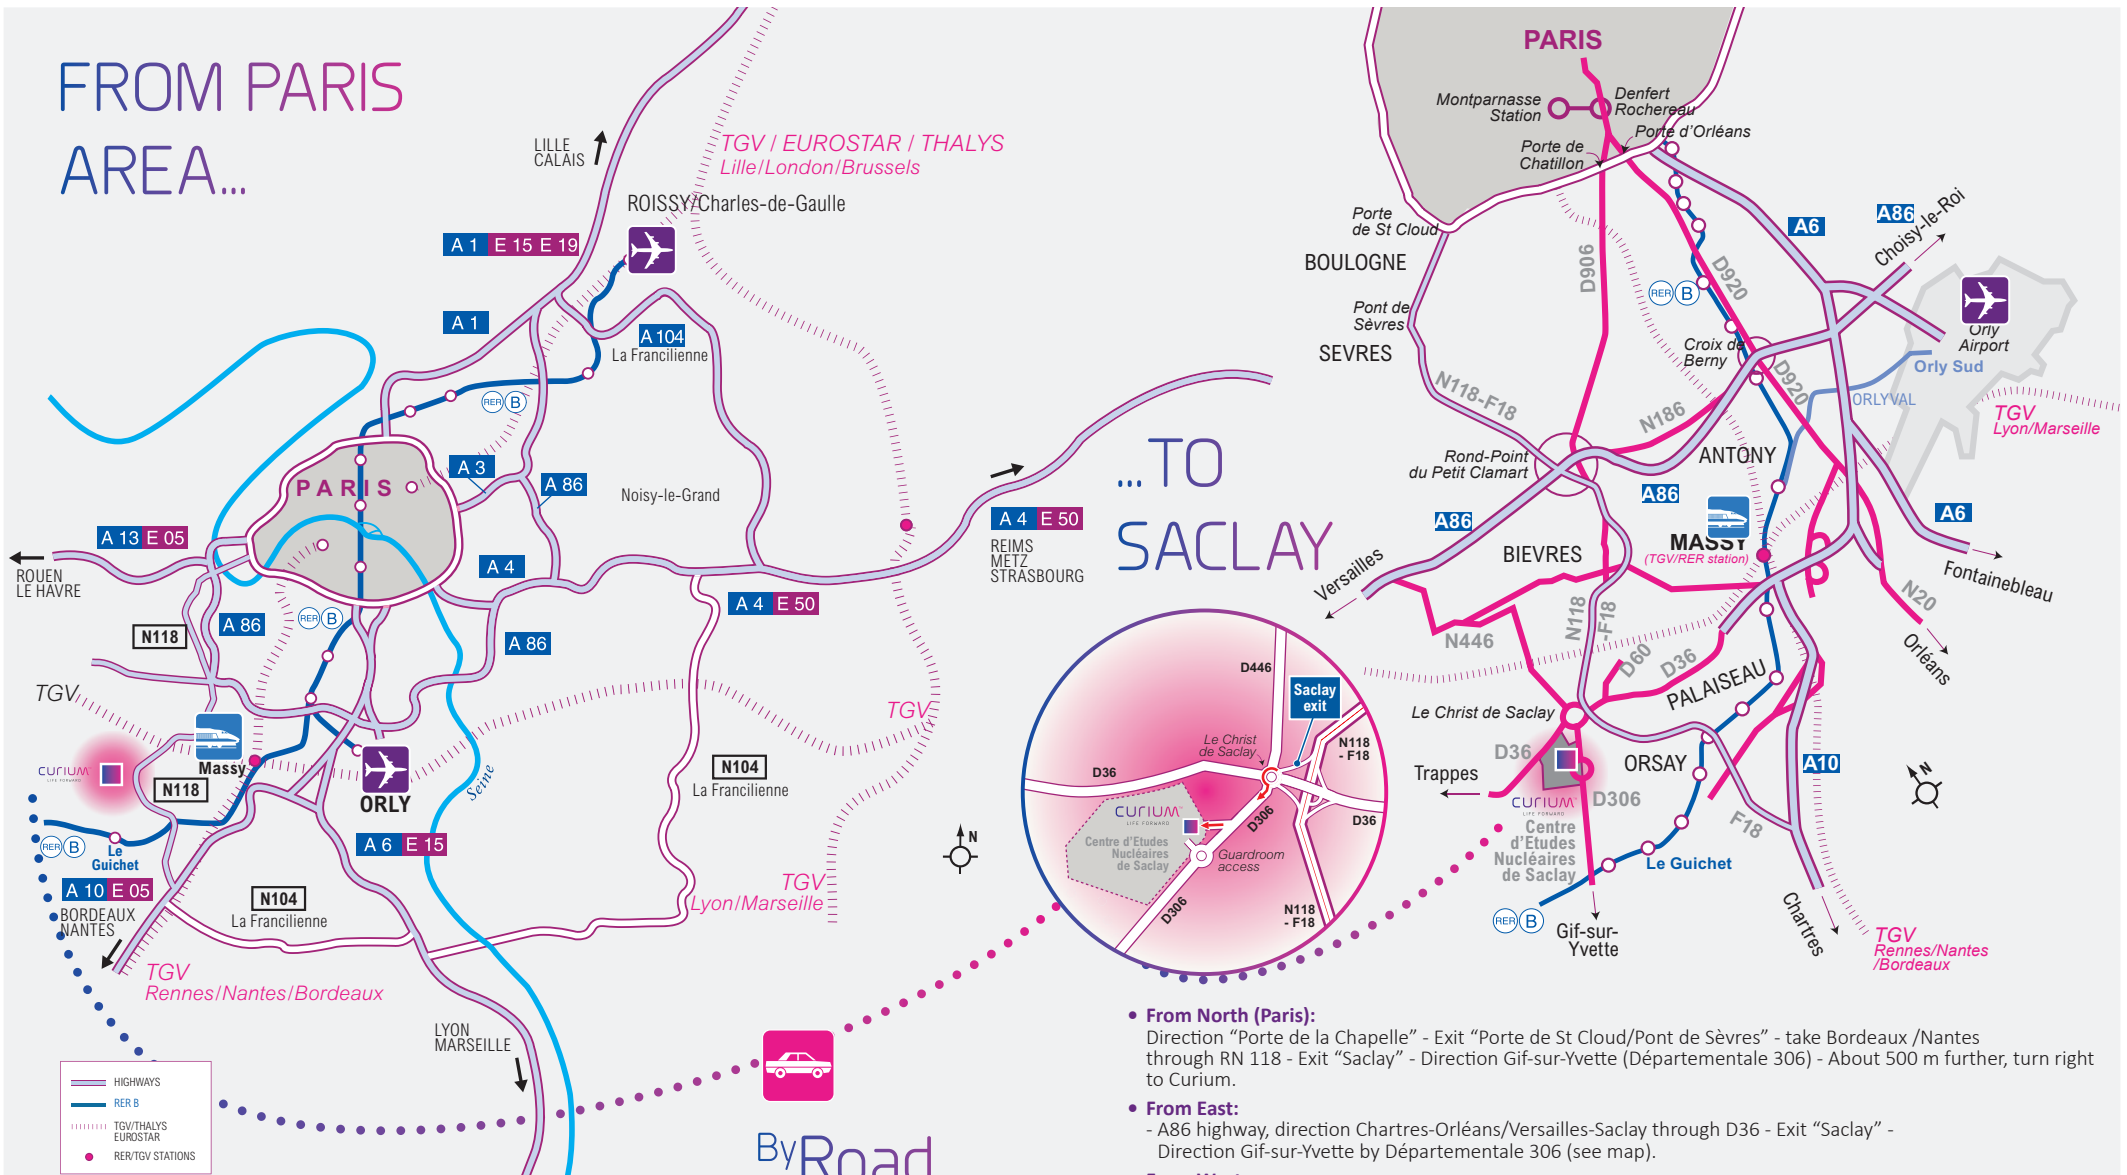 FROM PARIS
AREA...
LILLE
CALAIS
TGV / EUROSTAR / THALYS
Lille/London/Brussels
ROISSY/Charles-de-Gaulle
A 1 E 15 E 19
A 1
A 104
La Francilienne
RER B
PARIS
A 3
A 86
Noisy-le-Grand
A 13 E 05
ROUEN
LE HAVRE
A 4
A 4 E 50
REIMS
METZ
STRASBOURG
A 4 E 50
A 86
RER B
N118
A 86
TGV
TGV
CURIUM™
LIFE FORWARD
Massy
N118
ORLY
Seine
N104
La Francilienne
RER B
Le
Guichet
A 6 E 15
A 10 E 05
BORDEAUX
NANTES
N104
La Francilienne
TGV
Lyon/Marseille
N
TGV
Rennes/Nantes/Bordeaux
LYON
MARSEILLE
HIGHWAYS
RER B
TGV/THALYS
EUROSTAR
RER/TGV STATIONS
By Road
...TO
SACLAY
PARIS
Montparnasse
Station
Denfert
Rochereau
Porte d'Orléans
Porte de
Chatillon
Porte
de St Cloud
BOULOGNE
Pont de
Sèvres
SEVRES
D906
RER B
D920
A6
A86
Choisy-le-Roi
Orly
Airport
Orly Sud
ORLYVAL
Croix de
Berny
D920
TGV
Lyon/Marseille
N118-F18
N186
Rond-Point
du Petit Clamart
ANTONY
A86
A86
A6
MASSY
(TGV/RER station)
BIEVRES
Versailles
Fontainebleau
N20
Orléans
N118
-F18
N446
D60
D36
PALAISEAU
Le Christ de Saclay
D36
Trappes
ORSAY
A10
N
CURIUM™
LIFE FORWARD
D306
Centre
d'Etudes
Nucléaires
de Saclay
F18
Le Guichet
RER B
Gif-sur-
Yvette
Chartres
TGV
Rennes/Nantes
/Bordeaux
D446
Saclay
exit
Le Christ
de Saclay
N118
- F18
D36
CURIUM™
LIFE FORWARD
D306
D36
Centre d'Etudes
Nucléaires
de Saclay
Guardroom
access
D306
N118
- F18
• From North (Paris):
Direction “Porte de la Chapelle” - Exit “Porte de St Cloud/Pont de Sèvres” - take Bordeaux /Nantes
through RN 118 - Exit “Saclay” - Direction Gif-sur-Yvette (Départementale 306) - About 500 m further, turn right
to Curium.
• From East:
- A86 highway, direction Chartres-Orléans/Versailles-Saclay through D36 - Exit “Saclay” -
Direction Gif-sur-Yvette by Départementale 306 (see map).